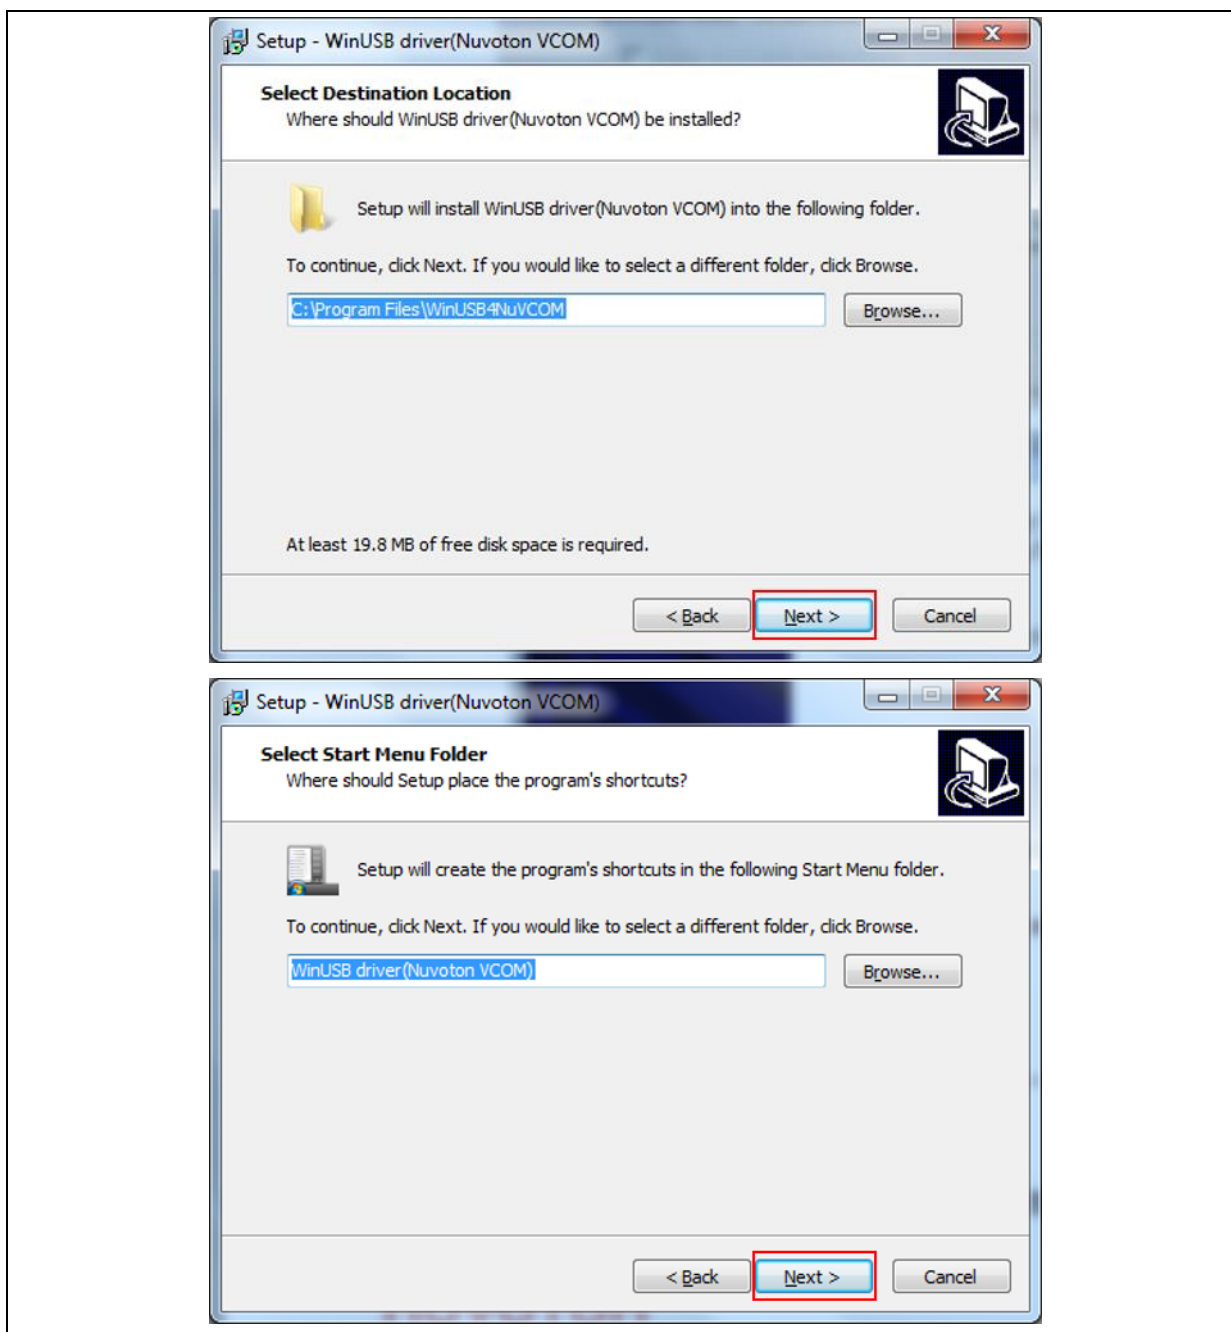 Setup - WinUSB driver(Nuvoton VCOM)
Select Destination Location
Where should WinUSB driver(Nuvoton VCOM) be installed?
Setup will install WinUSB driver(Nuvoton VCOM) into the following folder.
To continue, click Next. If you would like to select a different folder, click Browse.
C:\Program Files\WinUSB4NuVCOM
Browse...
At least 19.8 MB of free disk space is required.
< Back Next > Cancel
Setup - WinUSB driver(Nuvoton VCOM)
Select Start Menu Folder
Where should Setup place the program's shortcuts?
Setup will create the program's shortcuts in the following Start Menu folder.
To continue, click Next. If you would like to select a different folder, click Browse.
WinUSB driver(Nuvoton VCOM)
Browse...
< Back Next > Cancel